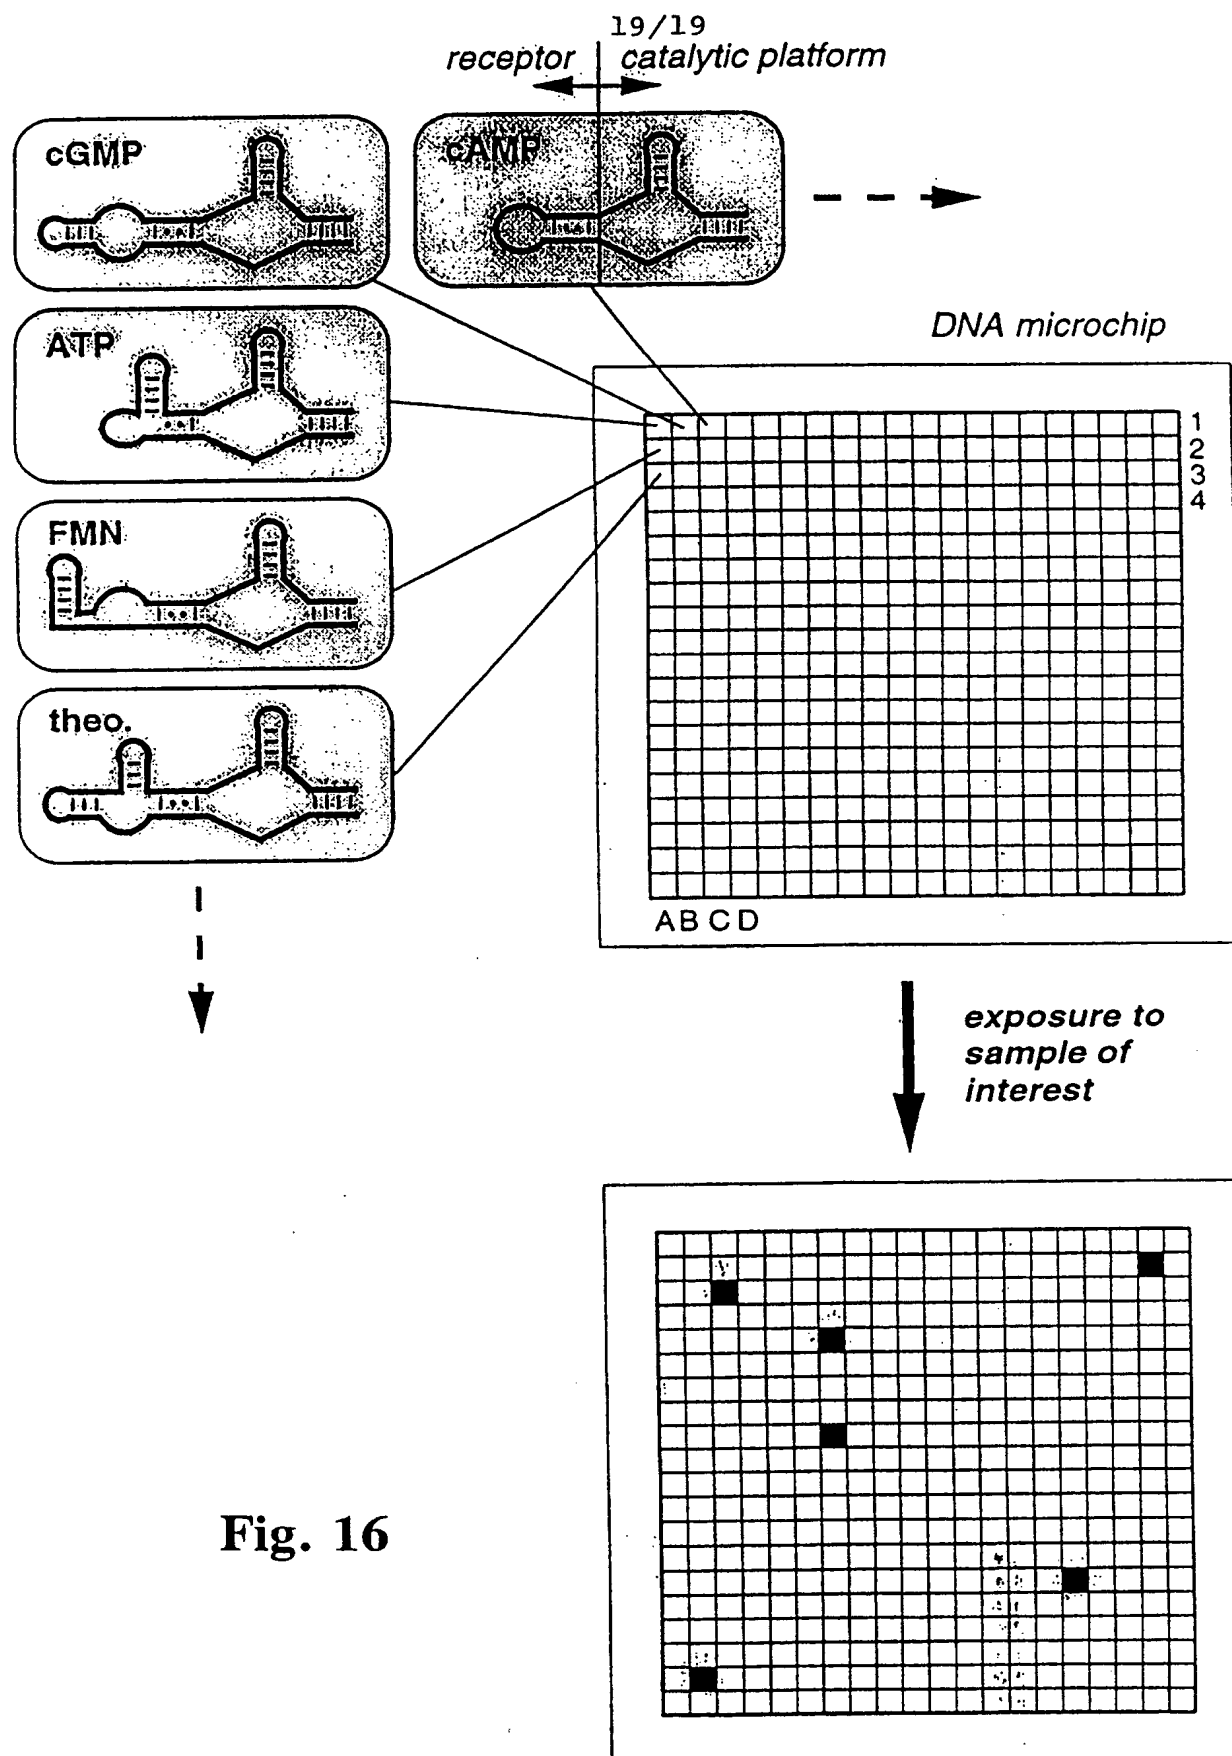 19/19
receptor catalytic platform
cGMP
cAMP
ATP
DNA microchip
1
2
3
4
FMN
theo.
A B C D
exposure to
sample of
interest
Fig. 16